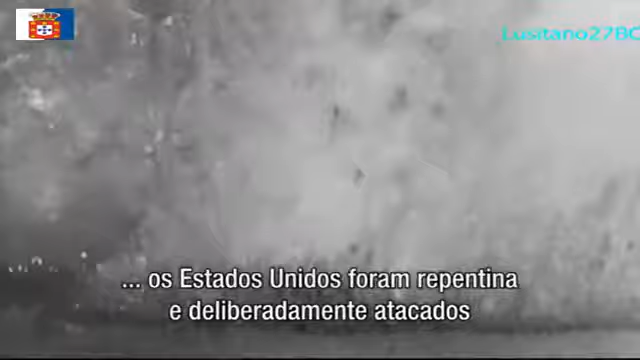 Lusitano27BC
... os Estados Unidos foram repentina
e deliberadamente atacados